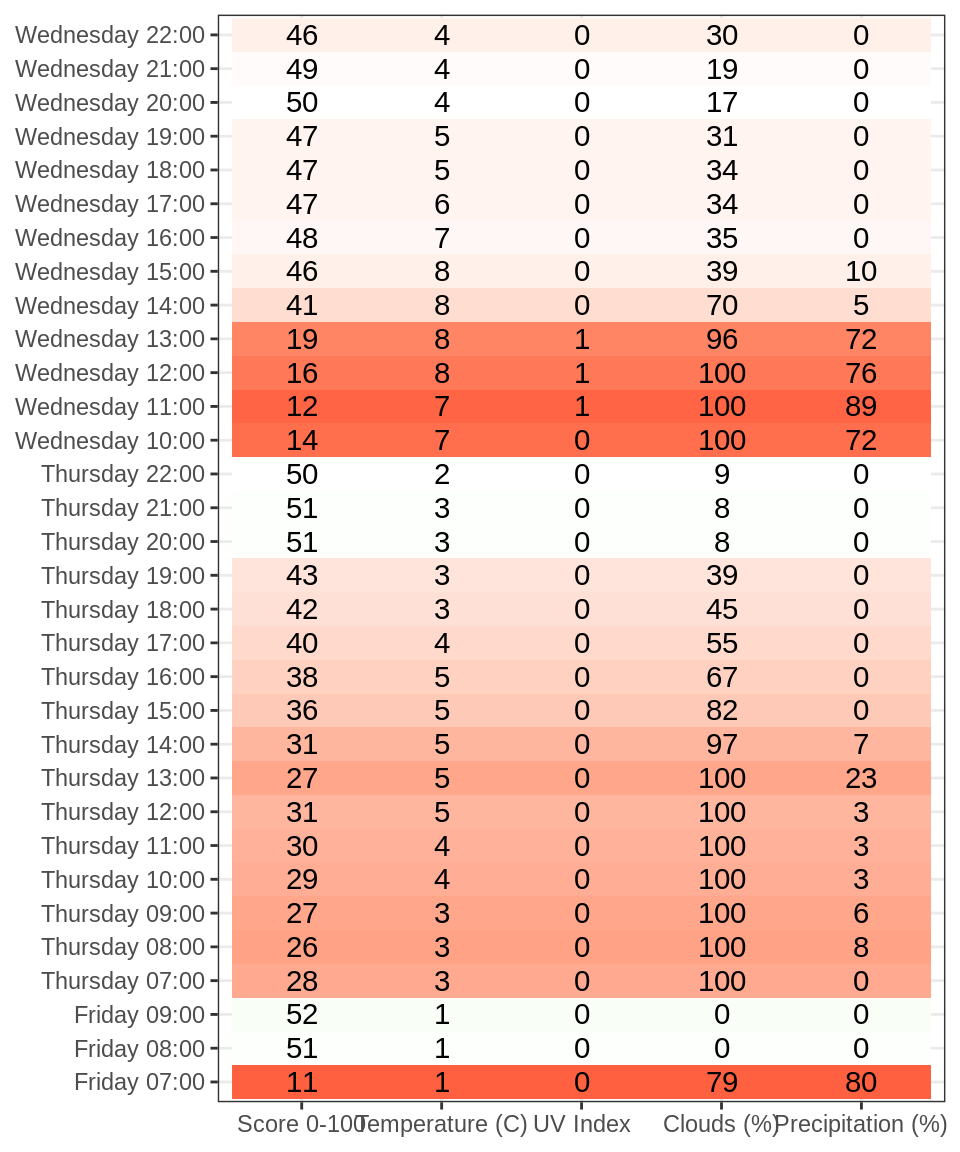 Wednesday 22:00 46 4 0 30 0
Wednesday 21:00 49 4 0 19 0
Wednesday 20:00 50 4 0 17 0
Wednesday 19:00 47 5 0 31 0
Wednesday 18:00 47 5 0 34 0
Wednesday 17:00 47 6 0 34 0
Wednesday 16:00 48 7 0 35 0
Wednesday 15:00 46 8 0 39 10
Wednesday 14:00 41 8 0 70 5
Wednesday 13:00 19 8 1 96 72
Wednesday 12:00 16 8 1 100 76
Wednesday 11:00 12 7 1 100 89
Wednesday 10:00 14 7 0 100 72
Thursday 22:00 50 2 0 9 0
Thursday 21:00 51 3 0 8 0
Thursday 20:00 51 3 0 8 0
Thursday 19:00 43 3 0 39 0
Thursday 18:00 42 3 0 45 0
Thursday 17:00 40 4 0 55 0
Thursday 16:00 38 5 0 67 0
Thursday 15:00 36 5 0 82 0
Thursday 14:00 31 5 0 97 7
Thursday 13:00 27 5 0 100 23
Thursday 12:00 31 5 0 100 3
Thursday 11:00 30 4 0 100 3
Thursday 10:00 29 4 0 100 3
Thursday 09:00 27 3 0 100 6
Thursday 08:00 26 3 0 100 8
Thursday 07:00 28 3 0 100 0
Friday 09:00 52 1 0 0 0
Friday 08:00 51 1 0 0 0
Friday 07:00 11 1 0 79 80
Score 0-100 Temperature (C) UV Index Clouds (%) Precipitation (%)